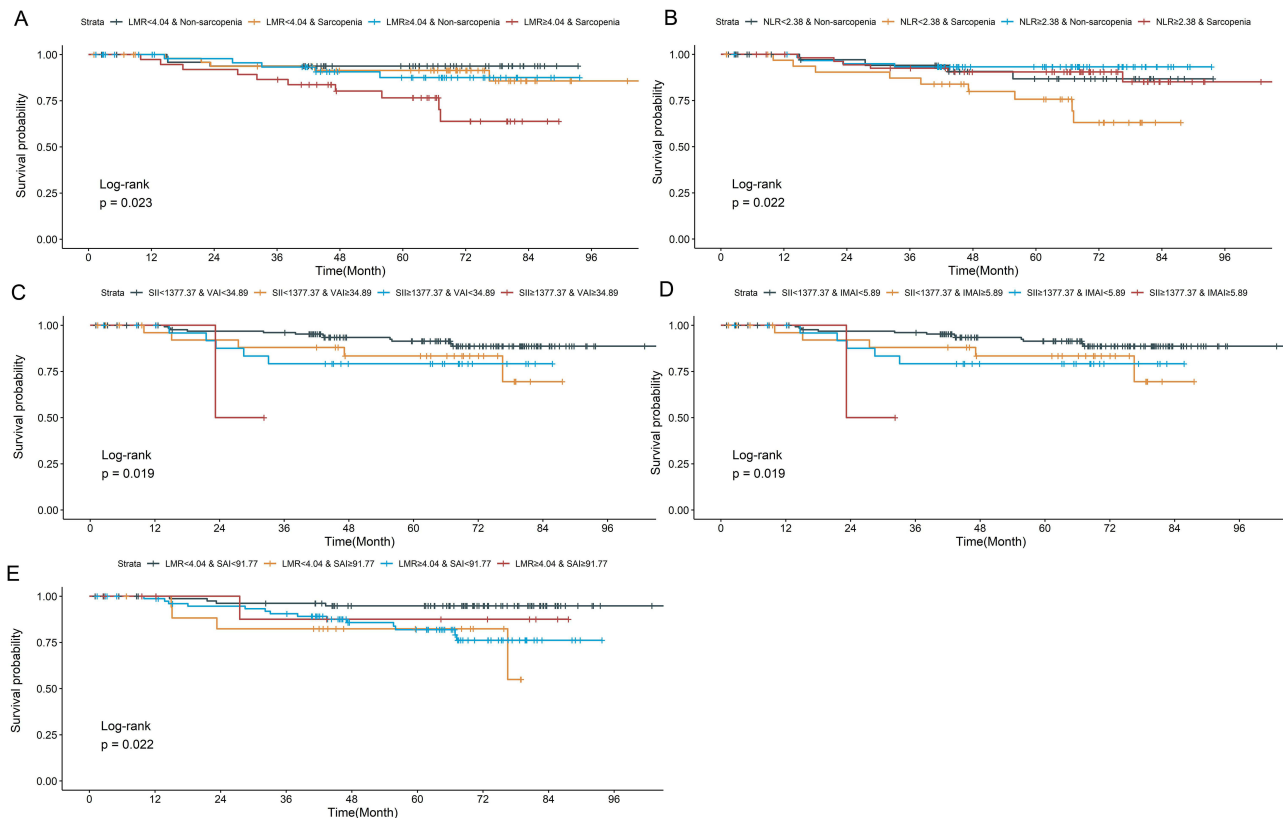 A
Strata LMR<4.04 & Non-sarcopenia LMR<4.04 & Sarcopenia LMR≥4.04 & Non-sarcopenia LMR≥4.04 & Sarcopenia
Survival probability
1.00
0.75
0.50
0.25
0.00
Log-rank
p = 0.023
0 12 24 36 48 60 72 84 96
Time(Month)
B
Strata NLR<2.38 & Non-sarcopenia NLR<2.38 & Sarcopenia NLR≥2.38 & Non-sarcopenia NLR≥2.38 & Sarcopenia
Survival probability
1.00
0.75
0.50
0.25
0.00
Log-rank
p = 0.022
0 12 24 36 48 60 72 84 96
Time(Month)
C
Strata SII<1377.37 & VAI<34.89 SII<1377.37 & VAI≥34.89 SII≥1377.37 & VAI<34.89 SII≥1377.37 & VAI≥34.89
Survival probability
1.00
0.75
0.50
0.25
0.00
Log-rank
p = 0.019
0 12 24 36 48 60 72 84 96
Time(Month)
D
Strata SII<1377.37 & IMAI<5.89 SII<1377.37 & IMAI≥5.89 SII≥1377.37 & IMAI<5.89 SII≥1377.37 & IMAI≥5.89
Survival probability
1.00
0.75
0.50
0.25
0.00
Log-rank
p = 0.019
0 12 24 36 48 60 72 84 96
Time(Month)
E
Strata LMR<4.04 & SAI<91.77 LMR<4.04 & SAI≥91.77 LMR≥4.04 & SAI<91.77 LMR≥4.04 & SAI≥91.77
Survival probability
1.00
0.75
0.50
0.25
0.00
Log-rank
p = 0.022
0 12 24 36 48 60 72 84 96
Time(Month)